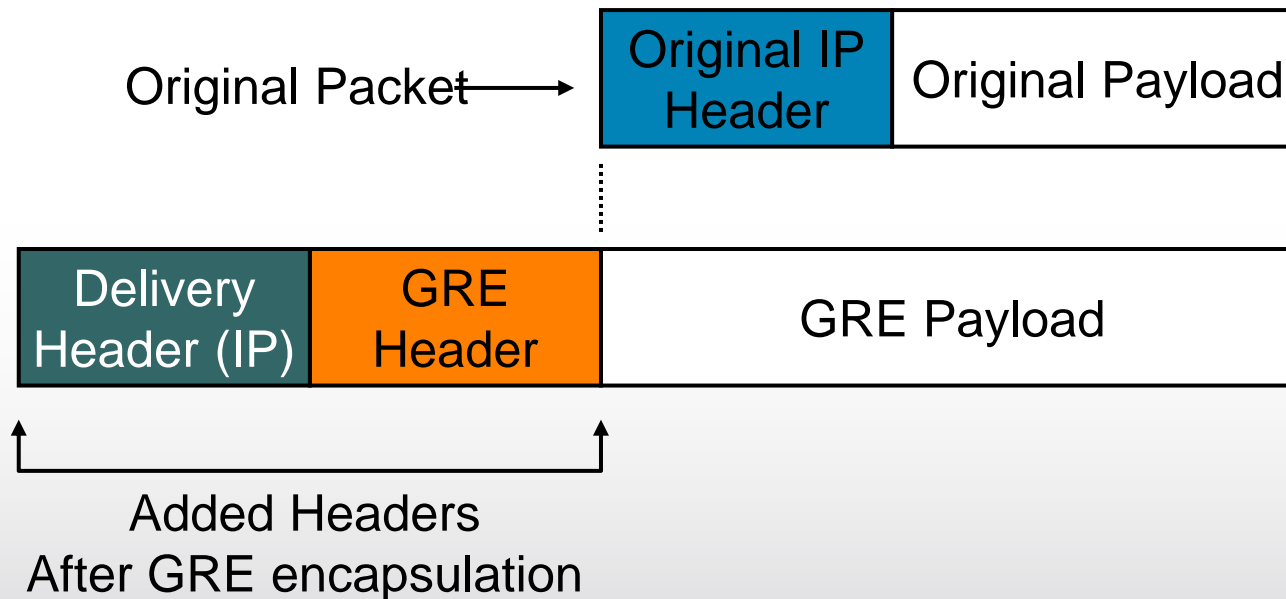 Original Packet
Original IP
Header
Original Payload
Delivery
Header (IP)
GRE
Header
GRE Payload
Added Headers
After GRE encapsulation